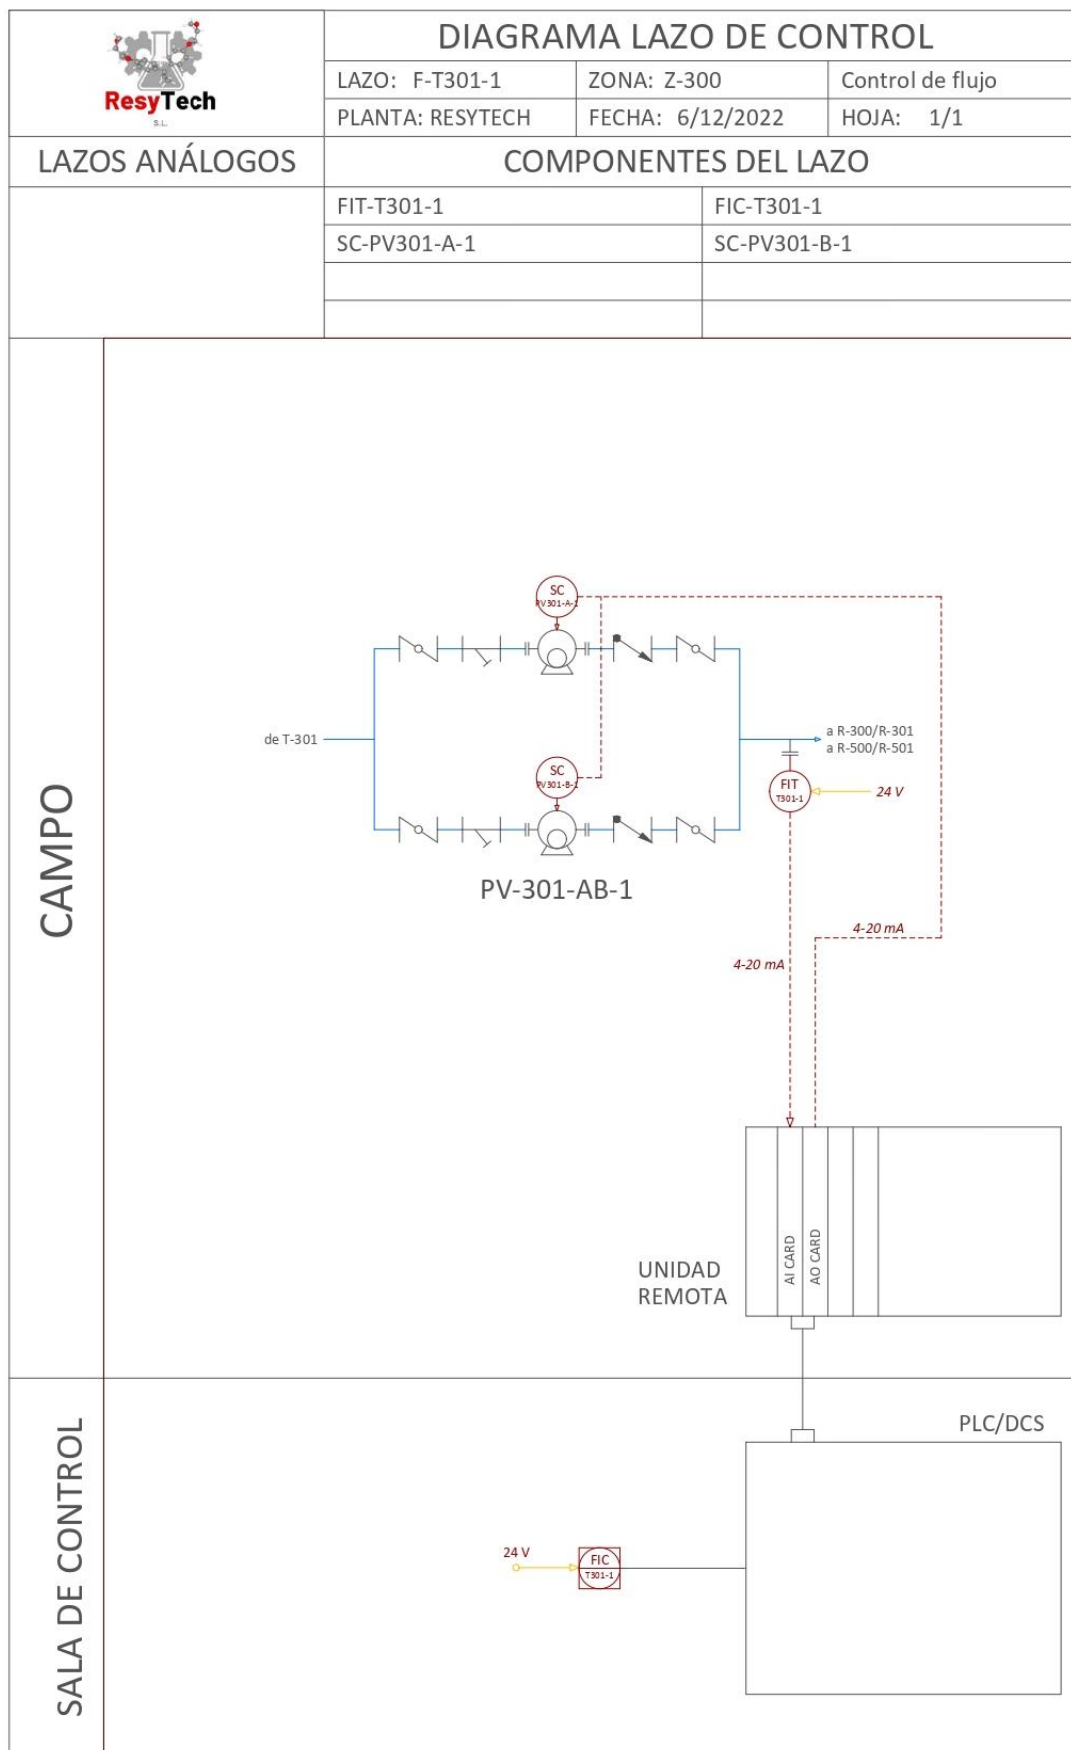 ResyTech
S.L.
DIAGRAMA LAZO DE CONTROL
LAZO: F-T301-1
ZONA: Z-300
Control de flujo
PLANTA: RESYTECH
FECHA: 6/12/2022
HOJA: 1/1
LAZOS ANÁLOGOS
COMPONENTES DEL LAZO
FIT-T301-1
FIC-T301-1
SC-PV301-A-1
SC-PV301-B-1
CAMPO
SC
PV301-A-1
de T-301
a R-300/R-301
a R-500/R-501
SC
PV301-B-1
FIT
T301-1
24 V
PV-301-AB-1
4-20 mA
4-20 mA
AI CARD
AO CARD
UNIDAD
REMOTA
SALA DE CONTROL
PLC/DCS
24 V
FIC
T301-1